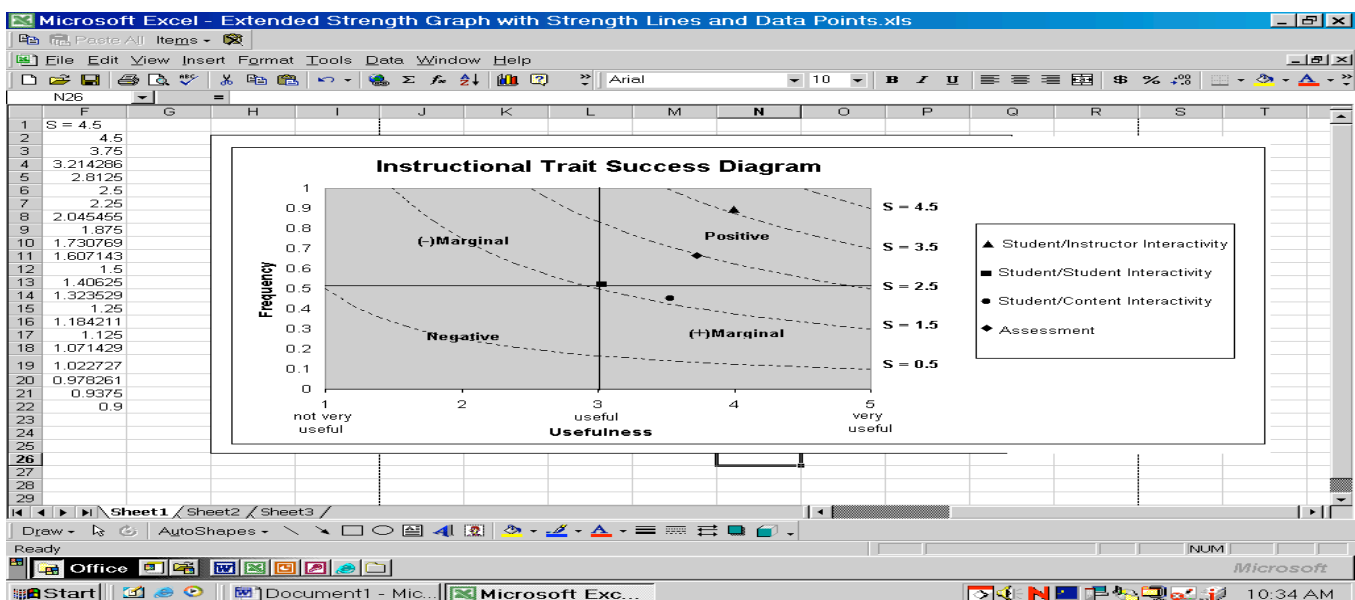 Microsoft Excel - Extended Strength Graph with Strength Lines and Data Points.xls
Paste All Items
File Edit View Insert Format Tools Data Window Help
Arial 10 B I U $ %
N26 =
F G H I J K L M N O P Q R S T
1 S = 4.5
2 4.5
3 3.75
4 3.214286
5 2.8125
6 2.5
7 2.25
8 2.045455
9 1.875
10 1.730769
11 1.607143
12 1.5
13 1.40625
14 1.323529
15 1.25
16 1.184211
17 1.125
18 1.071429
19 1.022727
20 0.978261
21 0.9375
22 0.9
23
24
25
26
27
28
29
Instructional Trait Success Diagram
Frequency
1
0.9
0.8
0.7
0.6
0.5
0.4
0.3
0.2
0.1
0
(-)Marginal
Positive
Negative
(+)Marginal
S = 4.5
S = 3.5
S = 2.5
S = 1.5
S = 0.5
1 2 3 4 5
not very useful
useful
very useful
Usefulness
Student/Instructor Interactivity
Student/Student Interactivity
Student/Content Interactivity
Assessment
Sheet1 Sheet2 Sheet3
Draw AutoShapes
Ready
NUM
Office
Microsoft
Start
Document1 - Mic...
Microsoft Exc...
10:34 AM